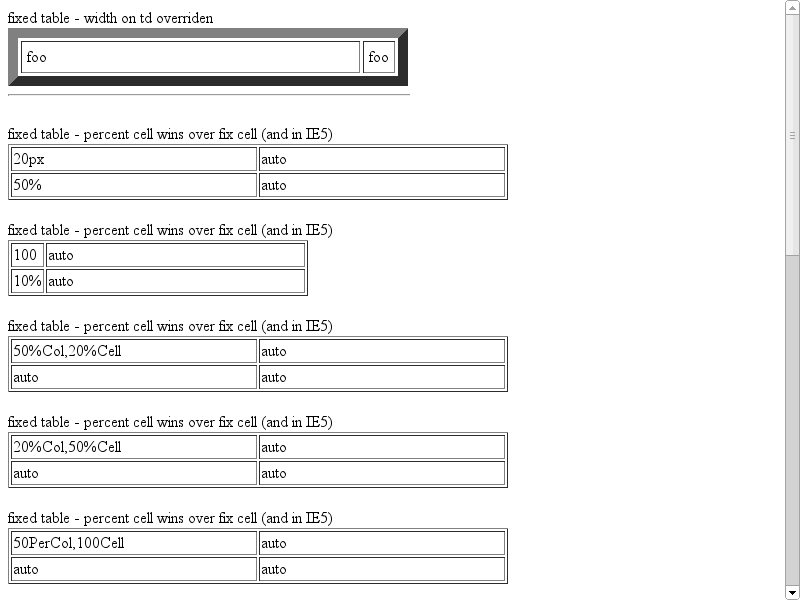 fixed table - width on td overriden
foo foo
fixed table - percent cell wins over fix cell (and in IE5)
20px auto
50% auto
fixed table - percent cell wins over fix cell (and in IE5)
100 auto
10% auto
fixed table - percent cell wins over fix cell (and in IE5)
50%Col,20%Cell auto
auto auto
fixed table - percent cell wins over fix cell (and in IE5)
20%Col,50%Cell auto
auto auto
fixed table - percent cell wins over fix cell (and in IE5)
50PerCol,100Cell auto
auto auto